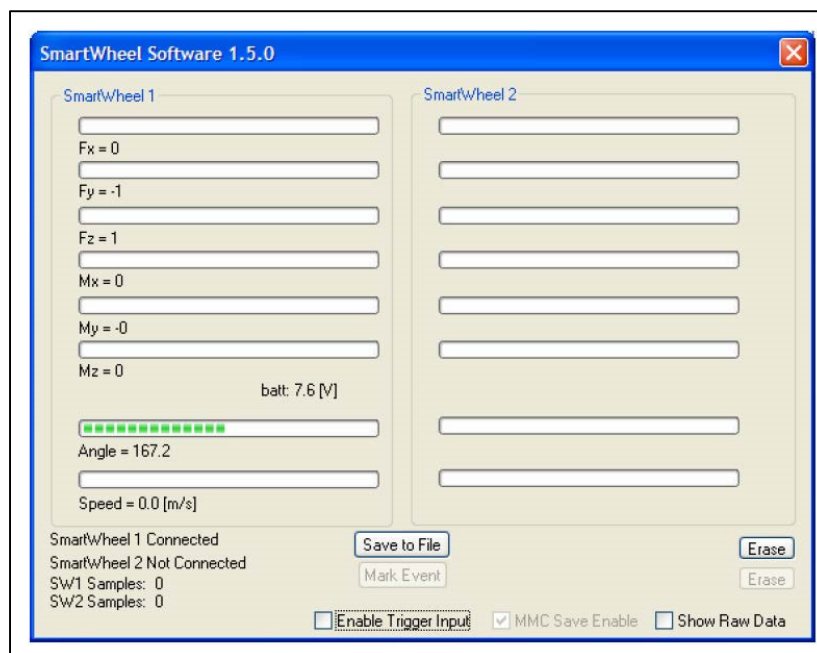 SmartWheel Software 1.5.0
SmartWheel 1
Fx = 0
Fy = -1
Fz = 1
Mx = 0
My = -0
Mz = 0
batt: 7.6 [V]
Angle = 167.2
Speed = 0.0 [m/s]
SmartWheel 2
SmartWheel 1 Connected
SmartWheel 2 Not Connected
SW1 Samples: 0
SW2 Samples: 0
Save to File
Mark Event
Erase
Erase
Enable Trigger Input
MMC Save Enable
Show Raw Data